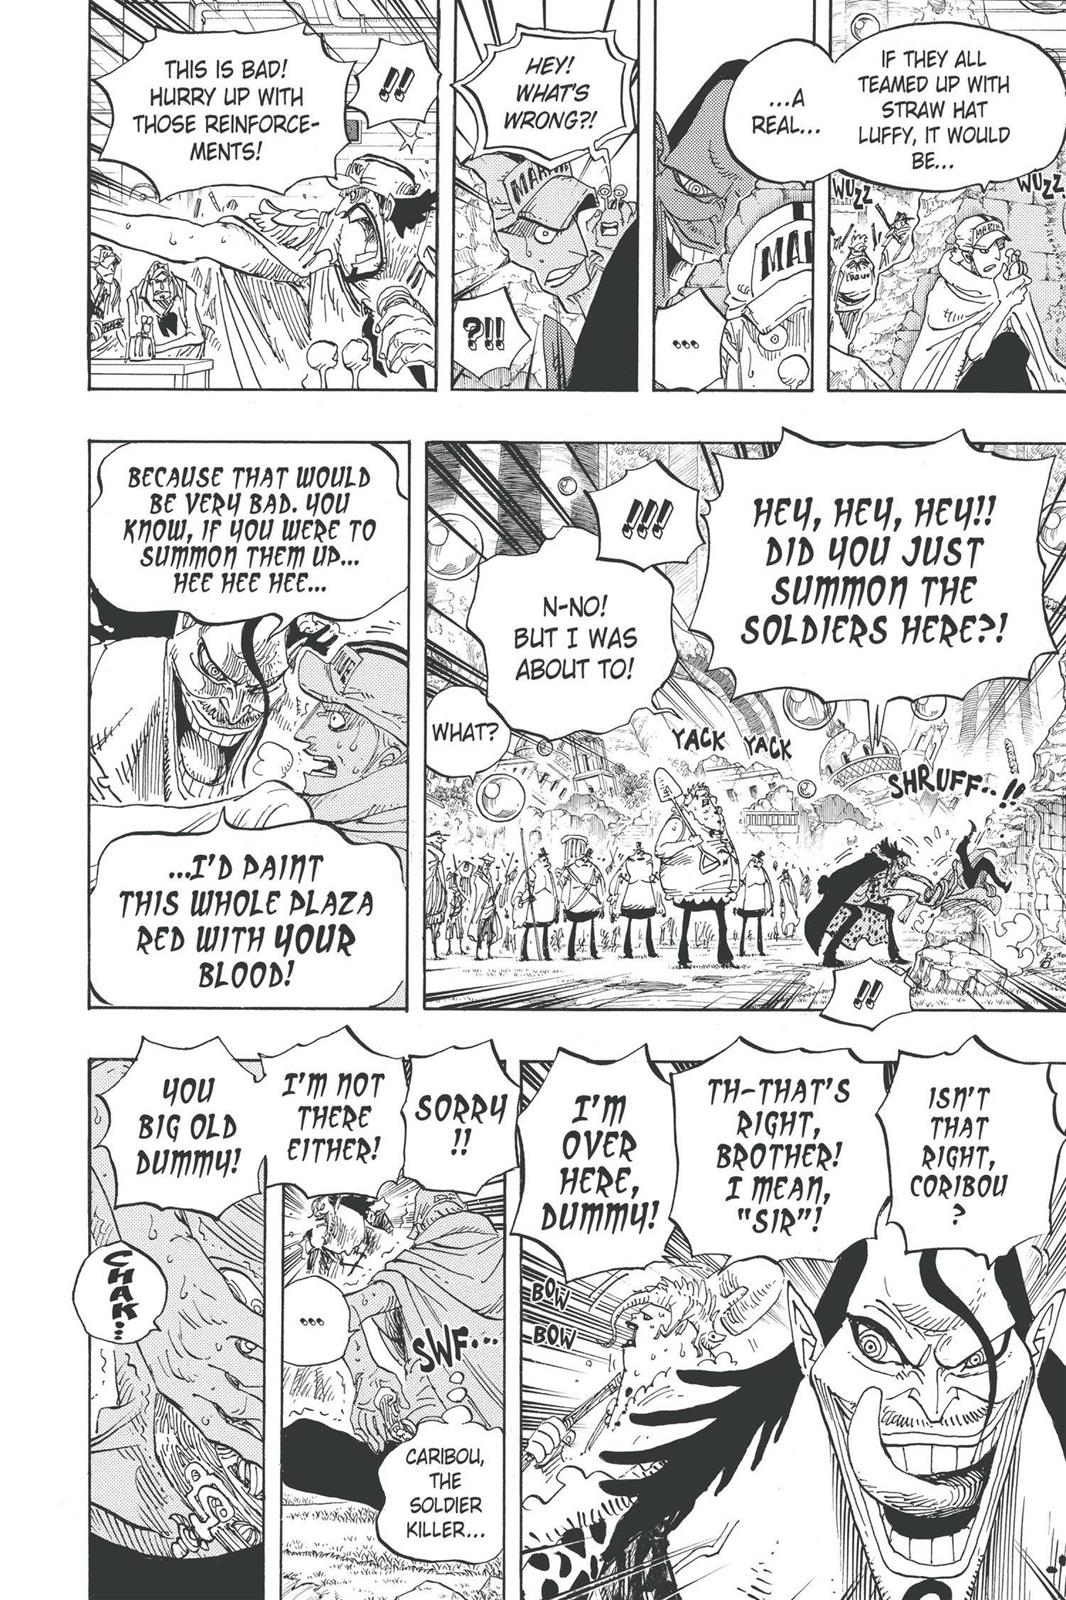 IF THEY ALL
TEAMED UP WITH
STRAW HAT
LUFFY, IT WOULD
BE...
WUZZ
WUZZ
MARIN
...A
REAL...
MA
...
HEY!
WHAT'S
WRONG?!
MARIN
?!!
!!
THIS IS BAD!
HURRY UP WITH
THOSE REINFORCE-
MENTS!
HEY, HEY, HEY!!
DID YOU JUST
SUMMON THE
SOLDIERS HERE?!
!!!
N-NO!
BUT I WAS
ABOUT TO!
WHAT?
YACK
YACK
SHRUFF..!!
!!
BECAUSE THAT WOULD
BE VERY BAD. YOU
KNOW, IF YOU WERE TO
SUMMON THEM UP...
HEE HEE HEE...
...I'D PAINT
THIS WHOLE PLAZA
RED WITH YOUR
BLOOD!
ISN'T
THAT
RIGHT,
CORIBOU
?
TH-THAT'S
RIGHT,
BROTHER!
I MEAN,
"SIR"!
I'M
OVER
HERE,
DUMMY!
BOW
BOW
SORRY
!!
I'M NOT
THERE
EITHER!
...
SWF...
CARIBOU,
THE
SOLDIER
KILLER...
YOU
BIG OLD
DUMMY!
CHAK...